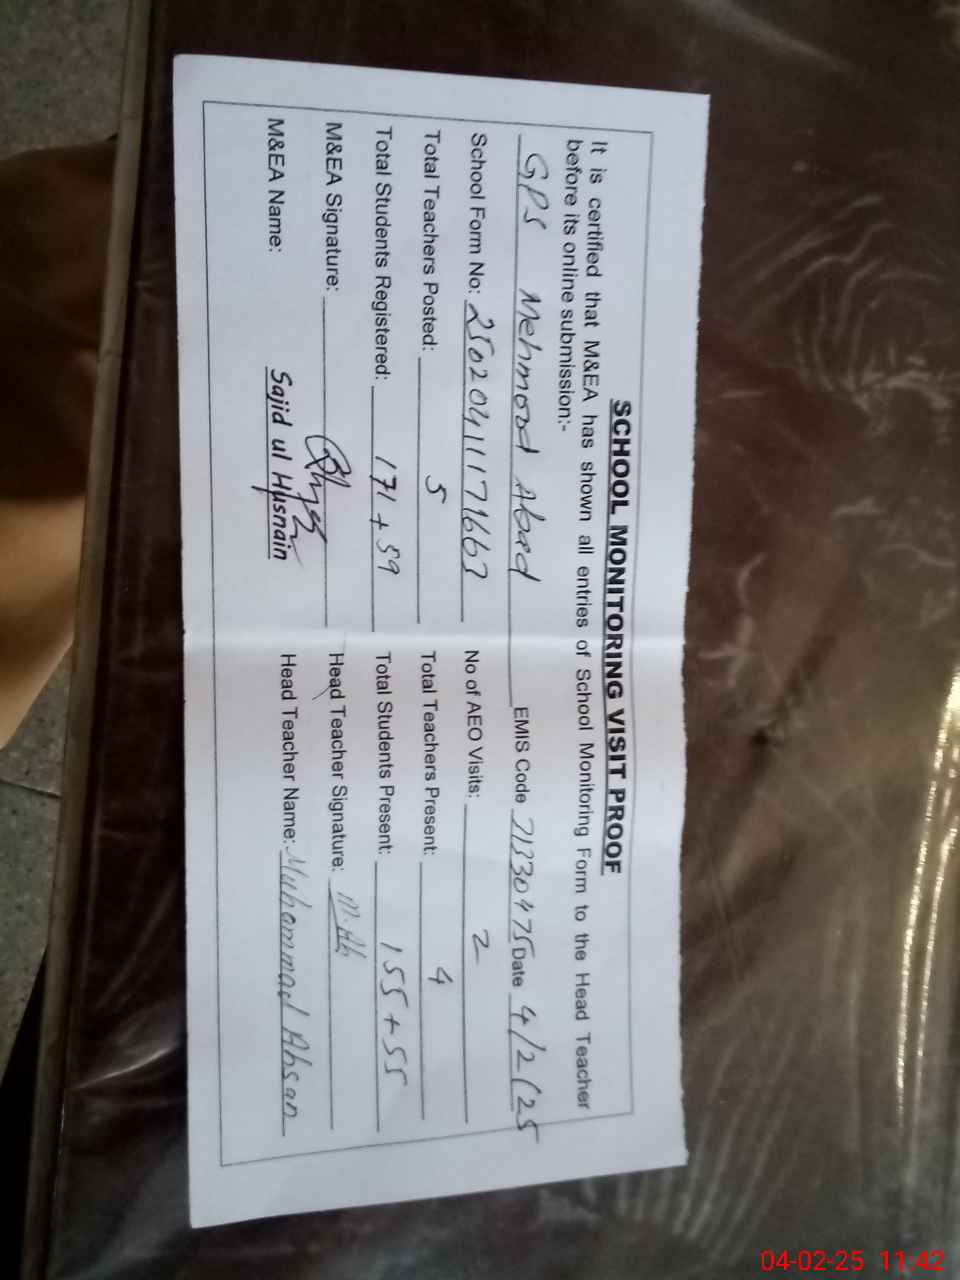 SCHOOL MONITORING VISIT PROOF
It is certified that M&EA has shown all entries of School Monitoring Form to the Head Teacher
before its online submission:-
GPS Mehmood Abad EMIS Code 71330475 Date 4/2/25
School Form No: 2502041171663 No of AEO Visits: 2
Total Teachers Posted: 5 Total Teachers Present: 4
Total Students Registered: 171+59 Total Students Present: 155+55
M&EA Signature: Head Teacher Signature: M.Ah
M&EA Name: Sajid ul Husnain Head Teacher Name: Muhammad Ahsan
04-02-25 11:42